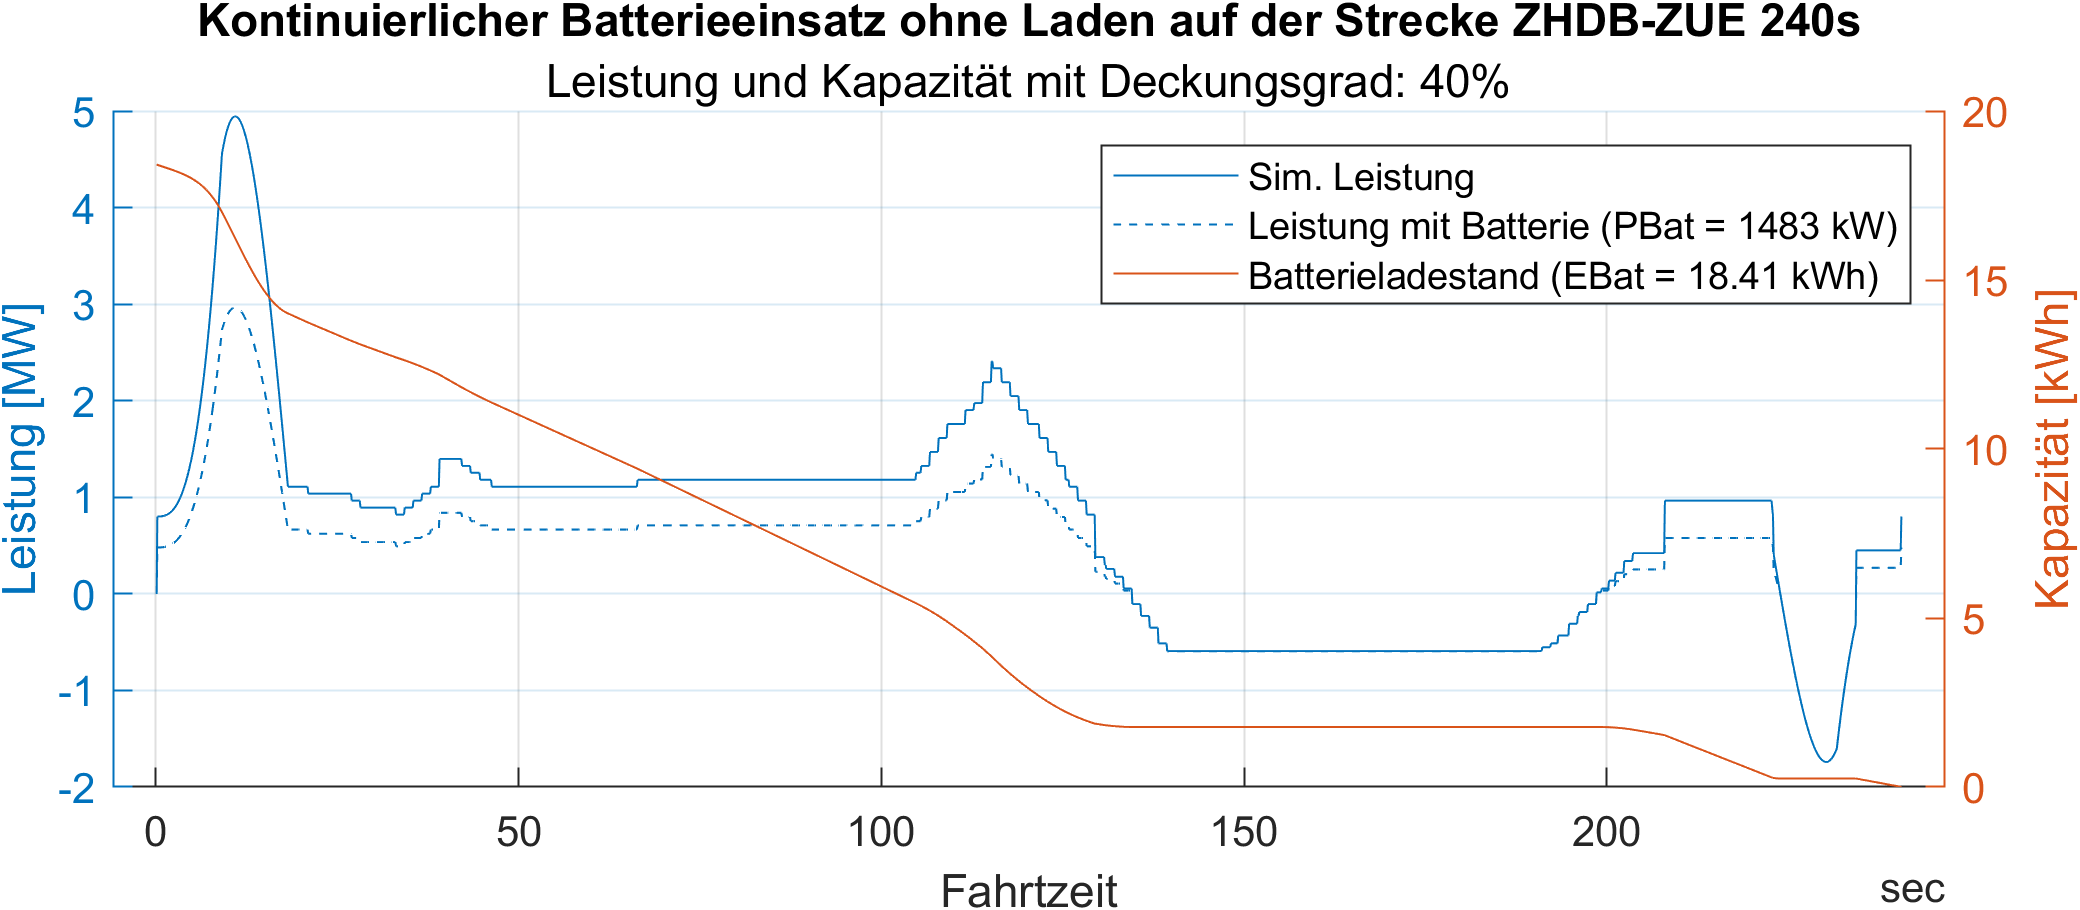 Kontinuierlicher Batterieeinsatz ohne Laden auf der Strecke ZHDB-ZUE 240s
Leistung und Kapazität mit Deckungsgrad: 40%
Leistung [MW]
5
4
3
2
1
0
-1
-2
Sim. Leistung
Leistung mit Batterie (PBat = 1483 kW)
Batterieladestand (EBat = 18.41 kWh)
20
15
10
5
0
Kapazität [kWh]
0 50 100 150 200
Fahrtzeit sec